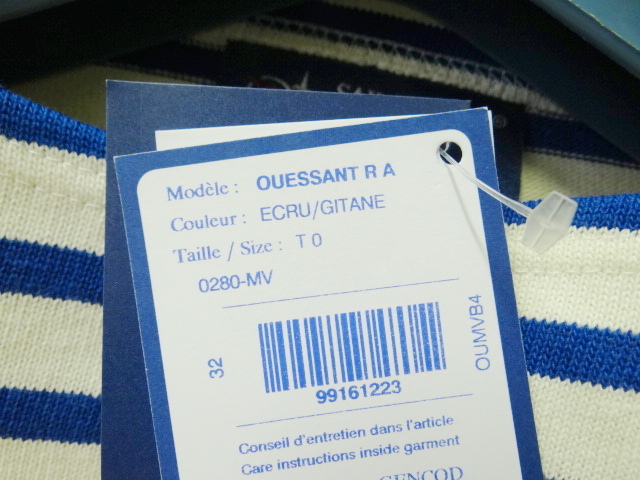 Modèle : OUESSANT R A
Couleur : ECRU/GITANE
Taille / Size : T 0
0280-MV
32
99161223
OUMVB4
Conseil d'entretien dans l'article
Care instructions inside garment
GENCOD